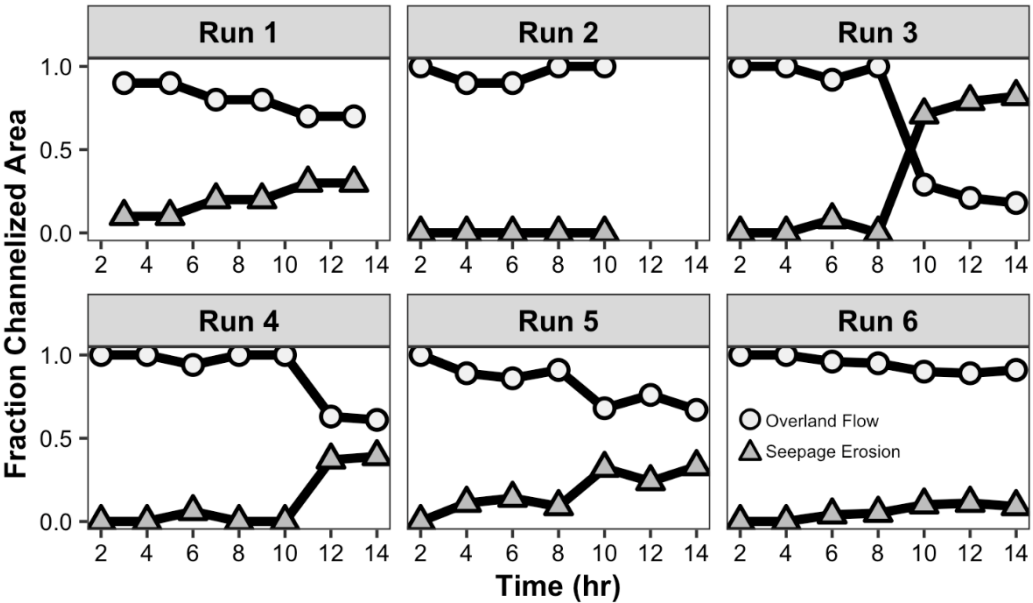 Run 1 Run 2 Run 3
1.0
0.5
0.0
2 4 6 8 10 12 14 2 4 6 8 10 12 14 2 4 6 8 10 12 14
Run 4 Run 5 Run 6
1.0
0.5
0.0
Overland Flow
Seepage Erosion
2 4 6 8 10 12 14 2 4 6 8 10 12 14 2 4 6 8 10 12 14
Time (hr)
Fraction Channelized Area